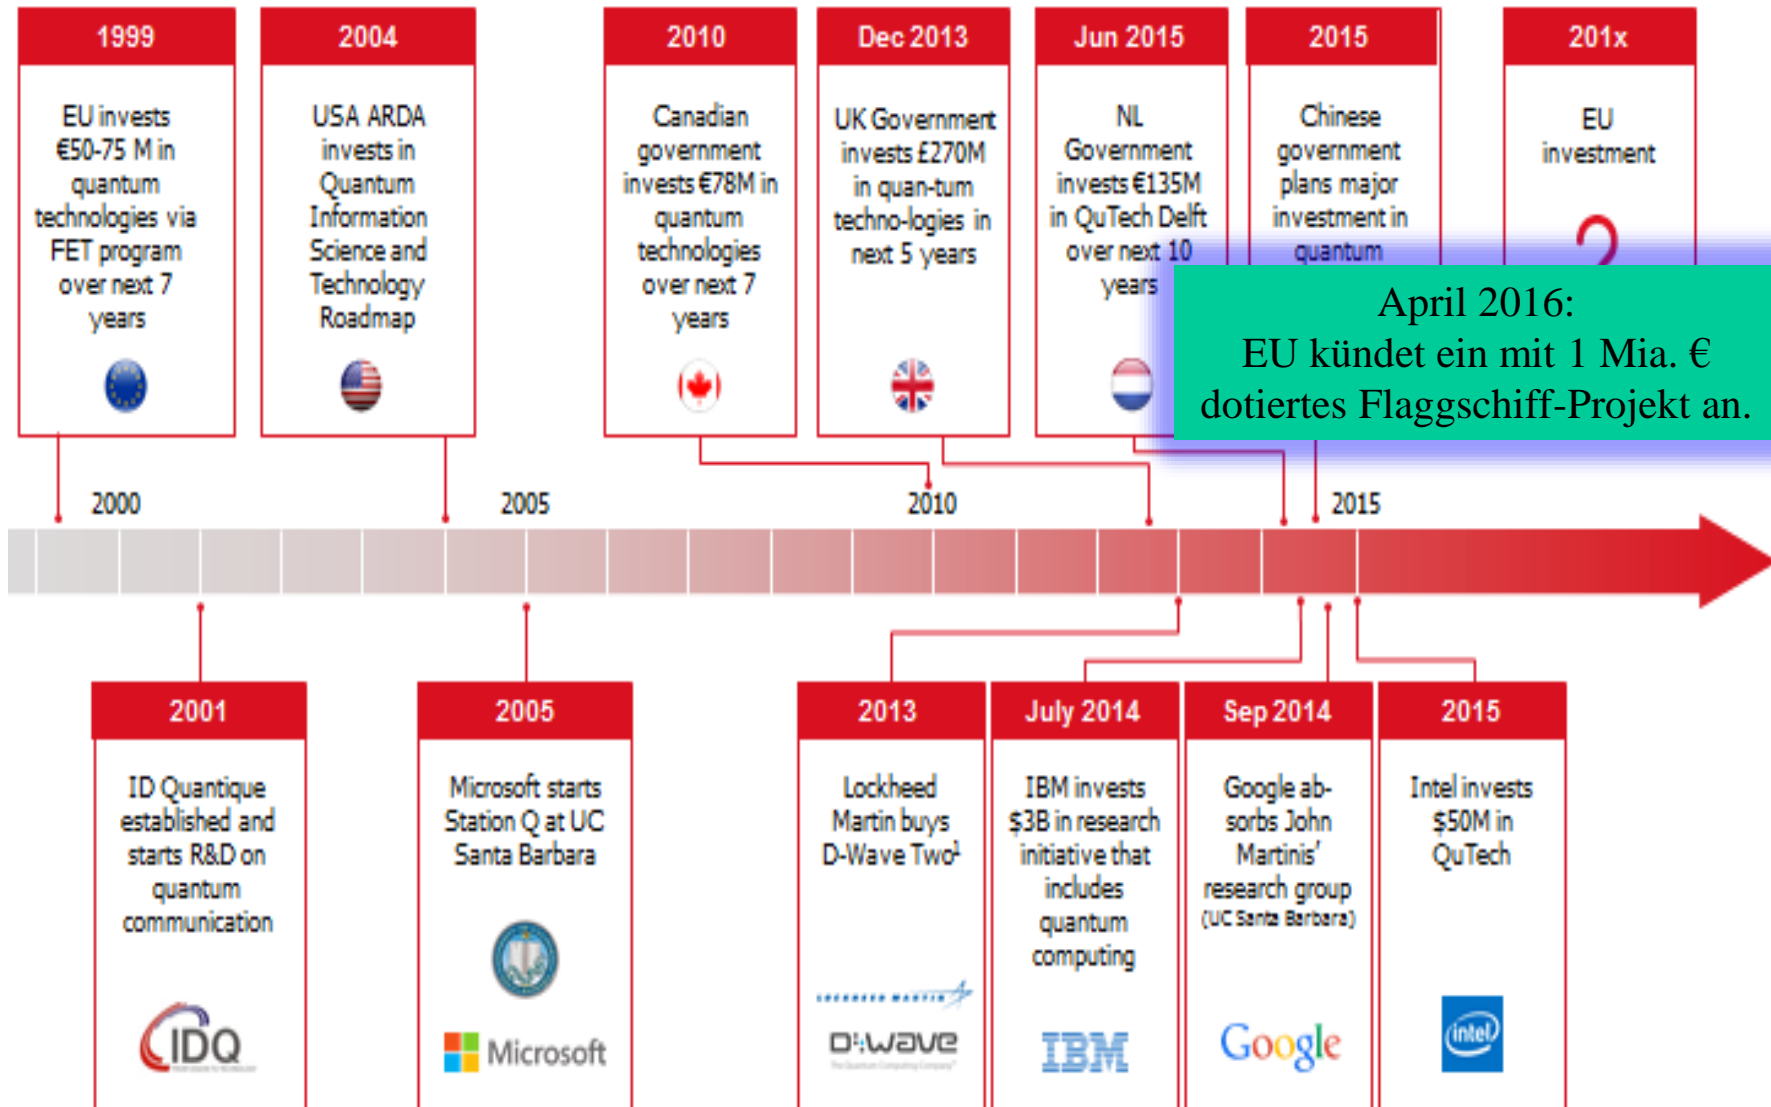 1999
EU invests
€50-75 M in
quantum
technologies via
FET program
over next 7
years
2004
USA ARDA
invests in
Quantum
Information
Science and
Technology
Roadmap
2010
Canadian
government
invests €78M in
quantum
technologies
over next 7
years
Dec 2013
UK Government
invests £270M
in quan-tum
techno-logies in
next 5 years
Jun 2015
NL
Government
invests €135M
in QuTech Delft
over next 10
years
2015
Chinese
government
plans major
investment in
quantum
201x
EU
investment
?
April 2016:
EU kündet ein mit 1 Mia. €
dotiertes Flaggschiff-Projekt an.
2000
2005
2010
2015
2001
ID Quantique
established and
starts R&D on
quantum
communication
IDQ
2005
Microsoft starts
Station Q at UC
Santa Barbara
Microsoft
2013
Lockheed
Martin buys
D-Wave Two¹
LOCKHEED MARTIN
D:Wave
The Quantum Computing Company™
July 2014
IBM invests
$3B in research
initiative that
includes
quantum
computing
IBM
Sep 2014
Google ab-
sorbs John
Martinis'
research group
(UC Santa Barbara)
Google
2015
Intel invests
$50M in
QuTech
intel